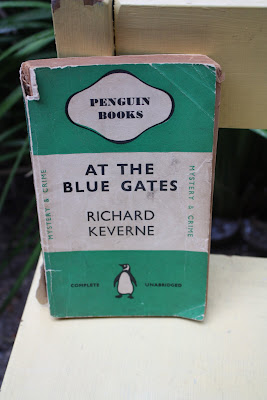 PENGUIN
BOOKS
AT THE
BLUE GATES
MYSTERY & CRIME
MYSTERY & CRIME
RICHARD
KEVERNE
COMPLETE UNABRIDGED